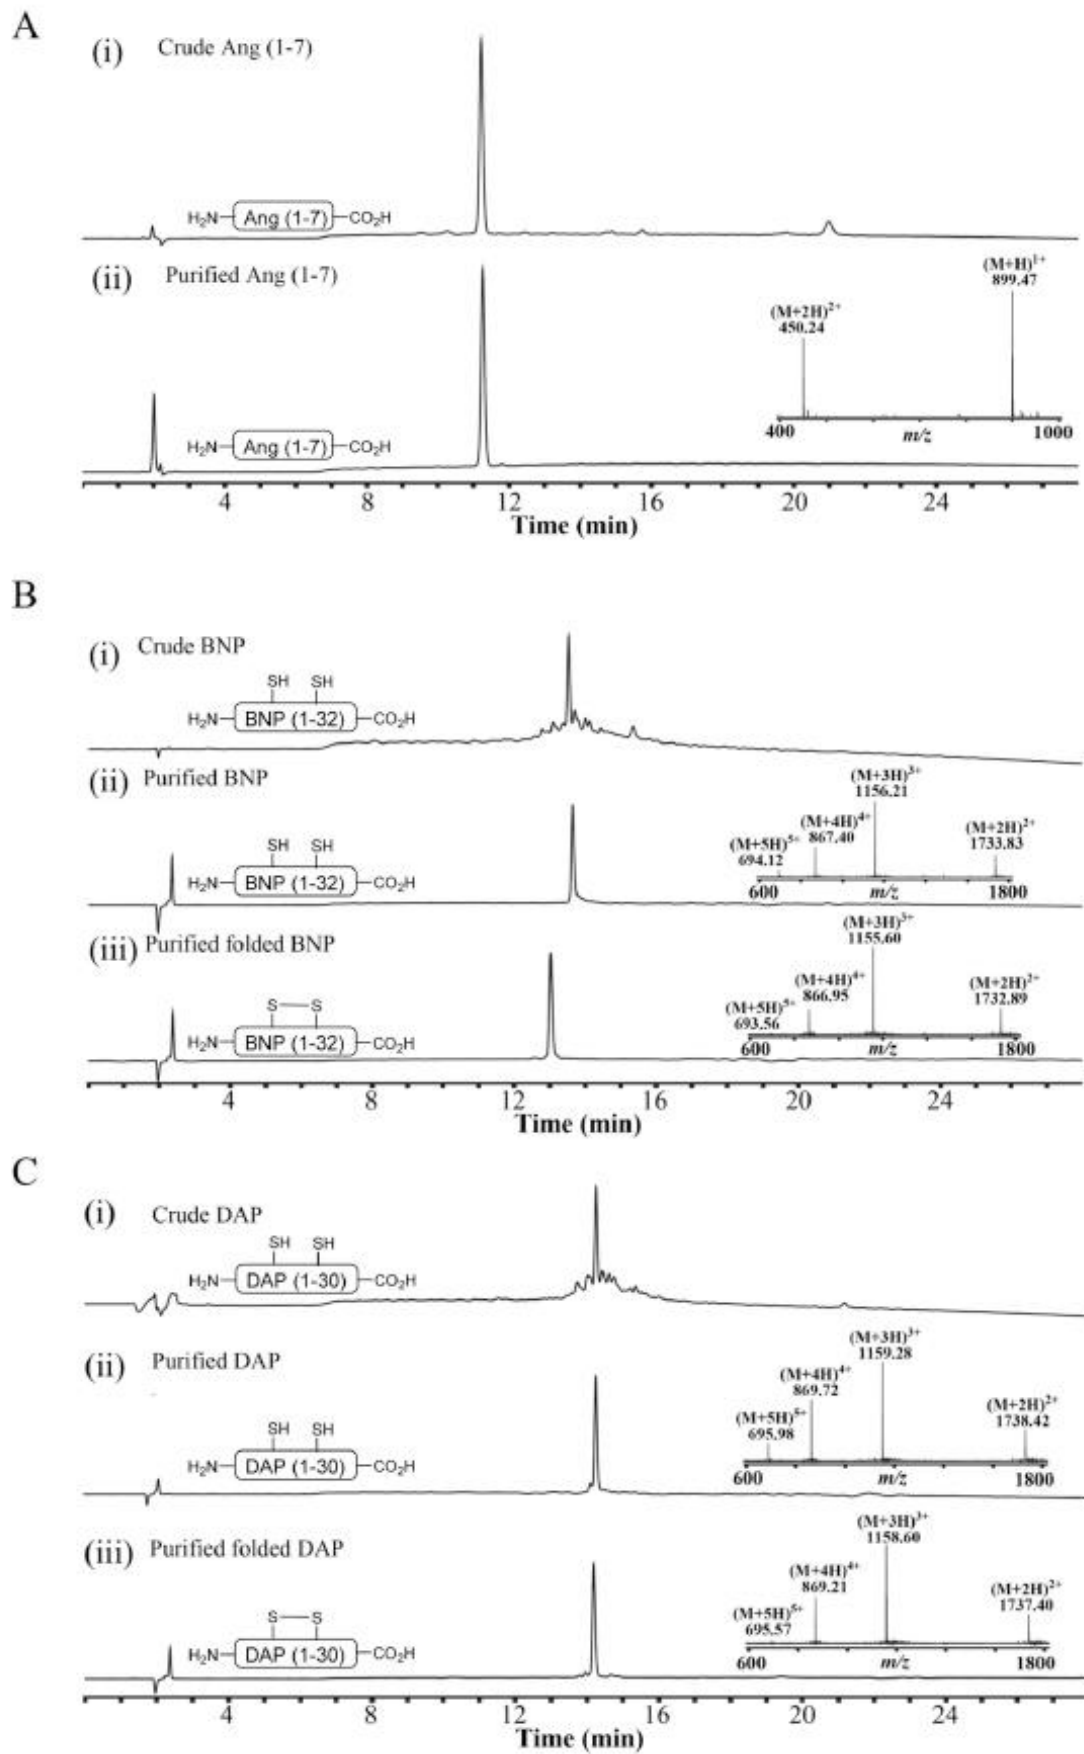 A
(i) Crude Ang (1-7)
H₂N Ang (1-7) CO₂H
(ii) Purified Ang (1-7)
(M+H)¹⁺
899.47
(M+2H)²⁺
450.24
H₂N Ang (1-7) CO₂H
400 m/z 1000
4 8 12 16 20 24
Time (min)
B
(i) Crude BNP
SH SH
H₂N BNP (1-32) CO₂H
(ii) Purified BNP
(M+3H)³⁺
1156.21
(M+4H)⁴⁺
867.40
(M+5H)⁵⁺
694.12
(M+2H)²⁺
1733.83
SH SH
H₂N BNP (1-32) CO₂H
600 m/z 1800
(iii) Purified folded BNP
(M+3H)³⁺
1155.60
(M+4H)⁴⁺
866.95
(M+5H)⁵⁺
693.56
(M+2H)²⁺
1732.89
S S
H₂N BNP (1-32) CO₂H
600 m/z 1800
4 8 12 16 20 24
Time (min)
C
(i) Crude DAP
SH SH
H₂N DAP (1-30) CO₂H
(ii) Purified DAP
(M+3H)³⁺
1159.28
(M+4H)⁴⁺
869.72
(M+5H)⁵⁺
695.98
(M+2H)²⁺
1738.42
SH SH
H₂N DAP (1-30) CO₂H
600 m/z 1800
(iii) Purified folded DAP
(M+3H)³⁺
1158.60
(M+4H)⁴⁺
869.21
(M+5H)⁵⁺
695.57
(M+2H)²⁺
1737.40
S S
H₂N DAP (1-30) CO₂H
600 m/z 1800
4 8 12 16 20 24
Time (min)